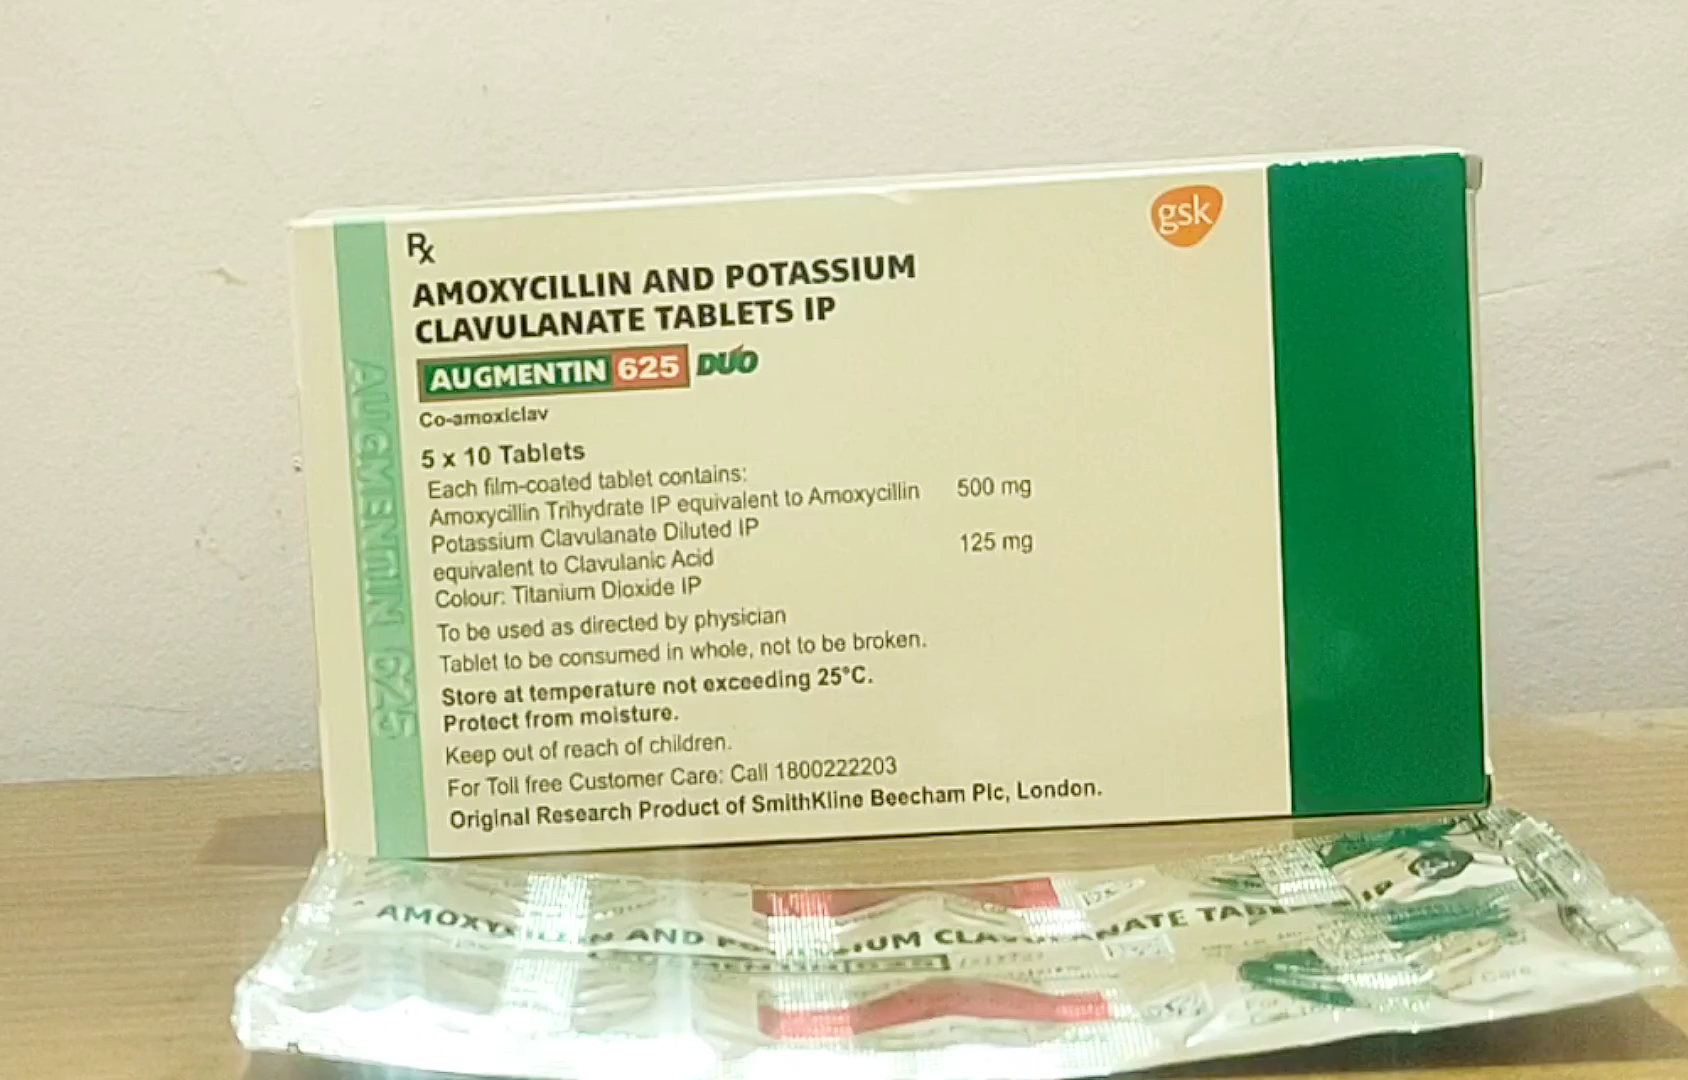 gsk
Rx
AMOXYCILLIN AND POTASSIUM
CLAVULANATE TABLETS IP
AUGMENTIN 625 DUO
Co-amoxiclav
5 x 10 Tablets
Each film-coated tablet contains:
Amoxycillin Trihydrate IP equivalent to Amoxycillin 500 mg
Potassium Clavulanate Diluted IP
equivalent to Clavulanic Acid 125 mg
Colour: Titanium Dioxide IP
To be used as directed by physician
Tablet to be consumed in whole, not to be broken.
Store at temperature not exceeding 25°C.
Protect from moisture.
Keep out of reach of children.
For Toll free Customer Care: Call 1800222203
Original Research Product of SmithKline Beecham Plc, London.
AUGMENTIN 625
AMOXYCILLIN AND POTASSIUM CLAVULANATE TABLETS IP